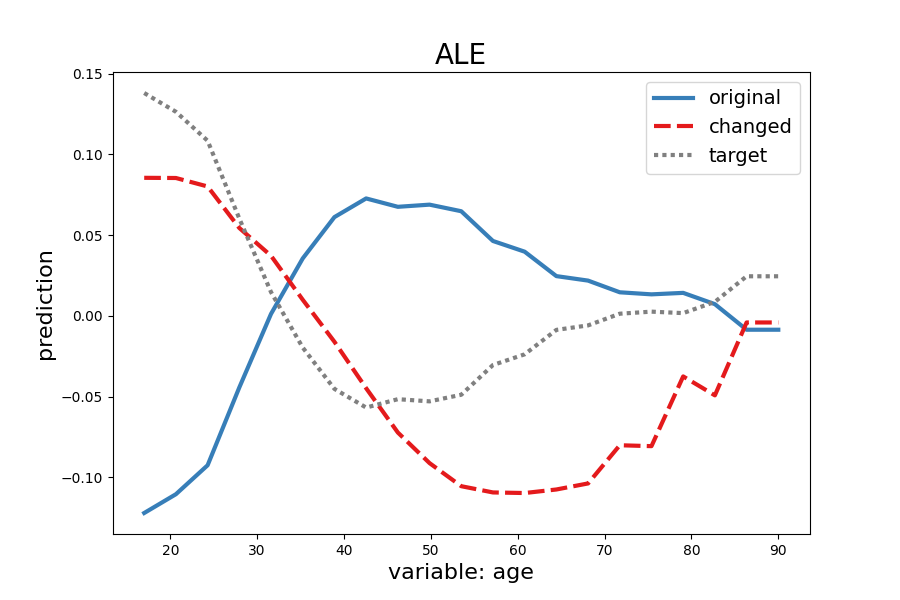 ALE
original
changed
target
0.15
0.10
0.05
0.00
−0.05
−0.10
prediction
20 30 40 50 60 70 80 90
variable: age